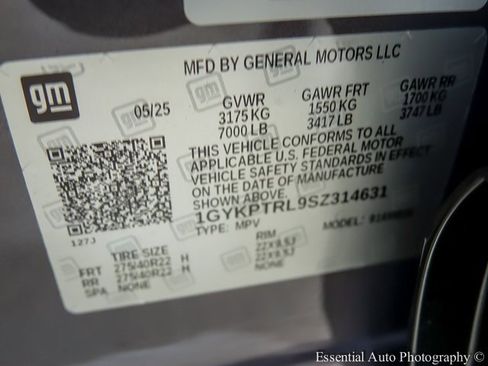 MFD BY GENERAL MOTORS LLC
gm
05/25
GVWR GAWR FRT GAWR RR
3175 KG 1550 KG 1700 KG
7000 LB 3417 LB 3747 LB
THIS VEHICLE CONFORMS TO ALL
APPLICABLE U.S. FEDERAL MOTOR
VEHICLE SAFETY STANDARDS IN EFFECT
ON THE DATE OF MANUFACTURE
SHOWN ABOVE
1GYKPTRL9SZ314631
TYPE: MPV MODEL:
127J
TIRE SIZE RIM
FRT 275/40R22 H 22X9.5J
RR 275/40R22 H 22X9.5J
SPA NONE NONE
Essential Auto Photography ©